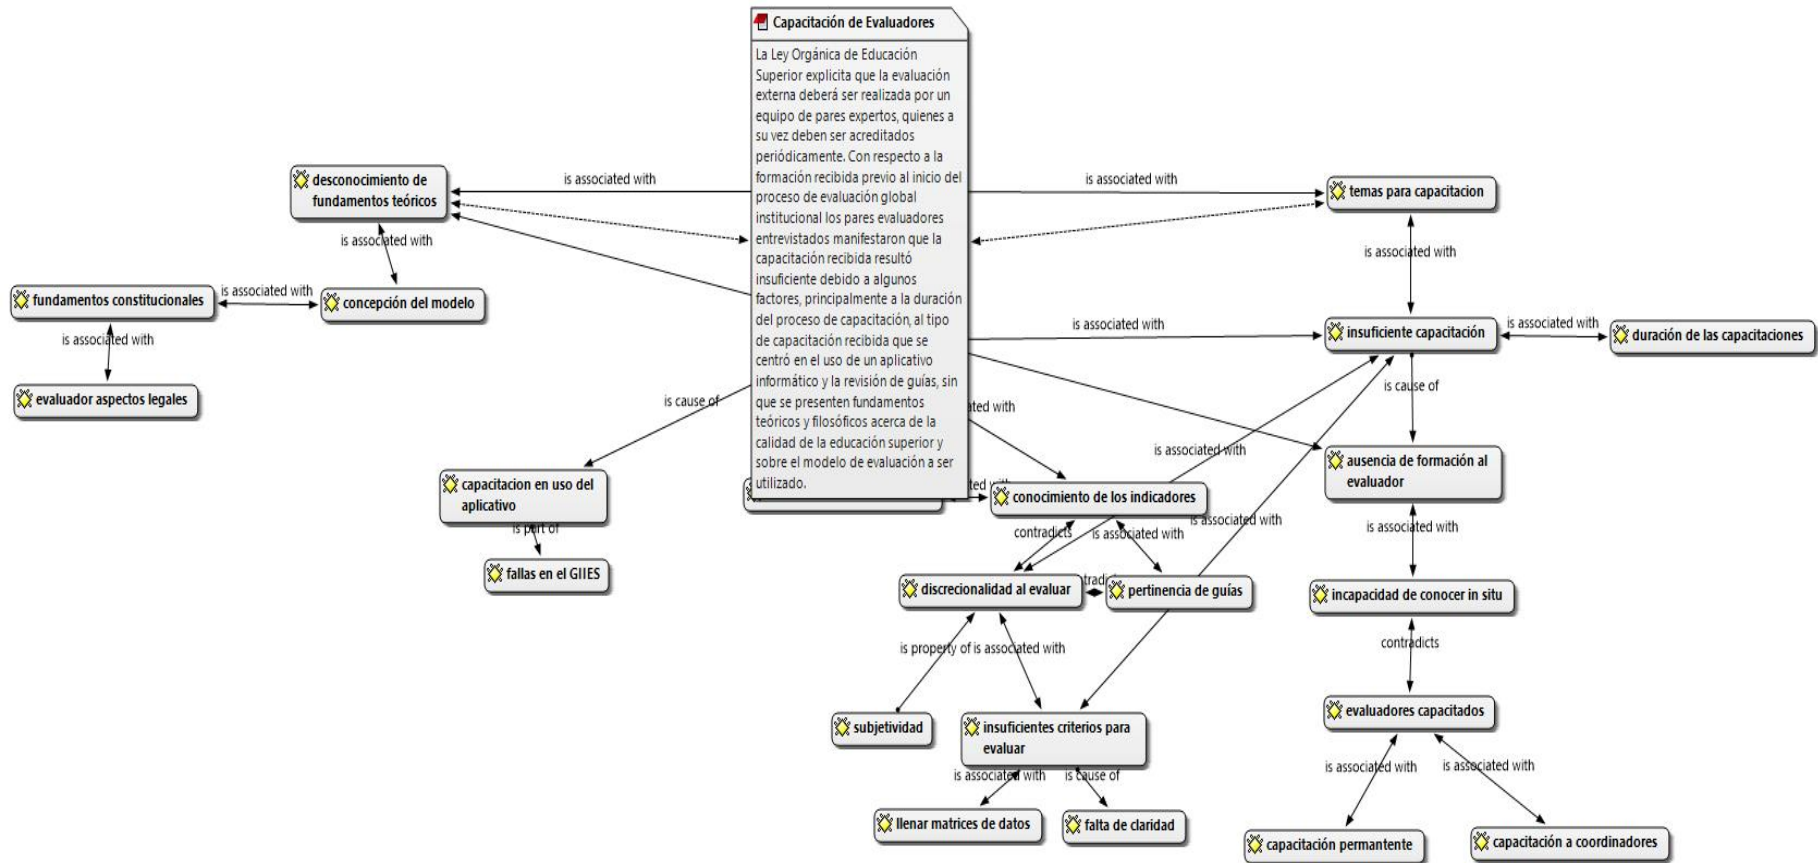 Capacitación de Evaluadores
La Ley Orgánica de Educación
Superior explicita que la evaluación
externa deberá ser realizada por un
equipo de pares expertos, quienes a
su vez deben ser acreditados
periódicamente. Con respecto a la
formación recibida previo al inicio del
proceso de evaluación global
institucional los pares evaluadores
entrevistados manifestaron que la
capacitación recibida resultó
insuficiente debido a algunos
factores, principalmente a la duración
del proceso de capacitación, al tipo
de capacitación recibida que se
centró en el uso de un aplicativo
informático y la revisión de guías, sin
que se presenten fundamentos
teóricos y filosóficos acerca de la
calidad de la educación superior y
sobre el modelo de evaluación a ser
utilizado.
desconocimiento de
fundamentos teóricos
is associated with
is associated with
temas para capacitacion
is associated with
is associated with
fundamentos constitucionales
is associated with
concepción del modelo
is associated with
evaluador aspectos legales
is associated with
insuficiente capacitación
is associated with
duración de las capacitaciones
is cause of
is cause of
with
is associated with
ausencia de formación al
evaluador
capacitacion en uso del
aplicativo
is part of
fallas en el GIIES
with
conocimiento de los indicadores
contradicts
is associated with
is associated with
is associated with
discrecionalidad al evaluar
pertinencia de guías
incapacidad de conocer in situ
is property of
is associated with
contradicts
subjetividad
insuficientes criterios para
evaluar
evaluadores capacitados
is associated with
is cause of
is associated with
is associated with
llenar matrices de datos
falta de claridad
capacitación permantente
capacitación a coordinadores